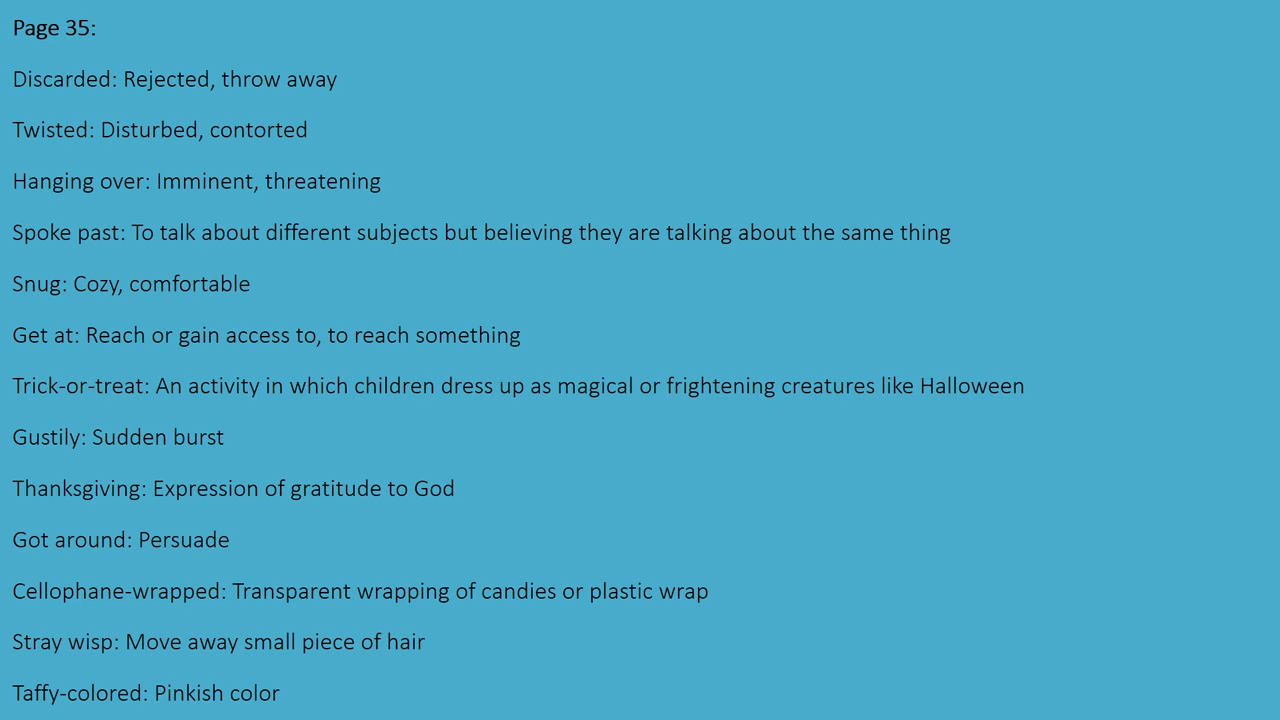 Page 35:
Discarded: Rejected, throw away
Twisted: Disturbed, contorted
Hanging over: Imminent, threatening
Spoke past: To talk about different subjects but believing they are talking about the same thing
Snug: Cozy, comfortable
Get at: Reach or gain access to, to reach something
Trick-or-treat: An activity in which children dress up as magical or frightening creatures like Halloween
Gustily: Sudden burst
Thanksgiving: Expression of gratitude to God
Got around: Persuade
Cellophane-wrapped: Transparent wrapping of candies or plastic wrap
Stray wisp: Move away small piece of hair
Taffy-colored: Pinkish color